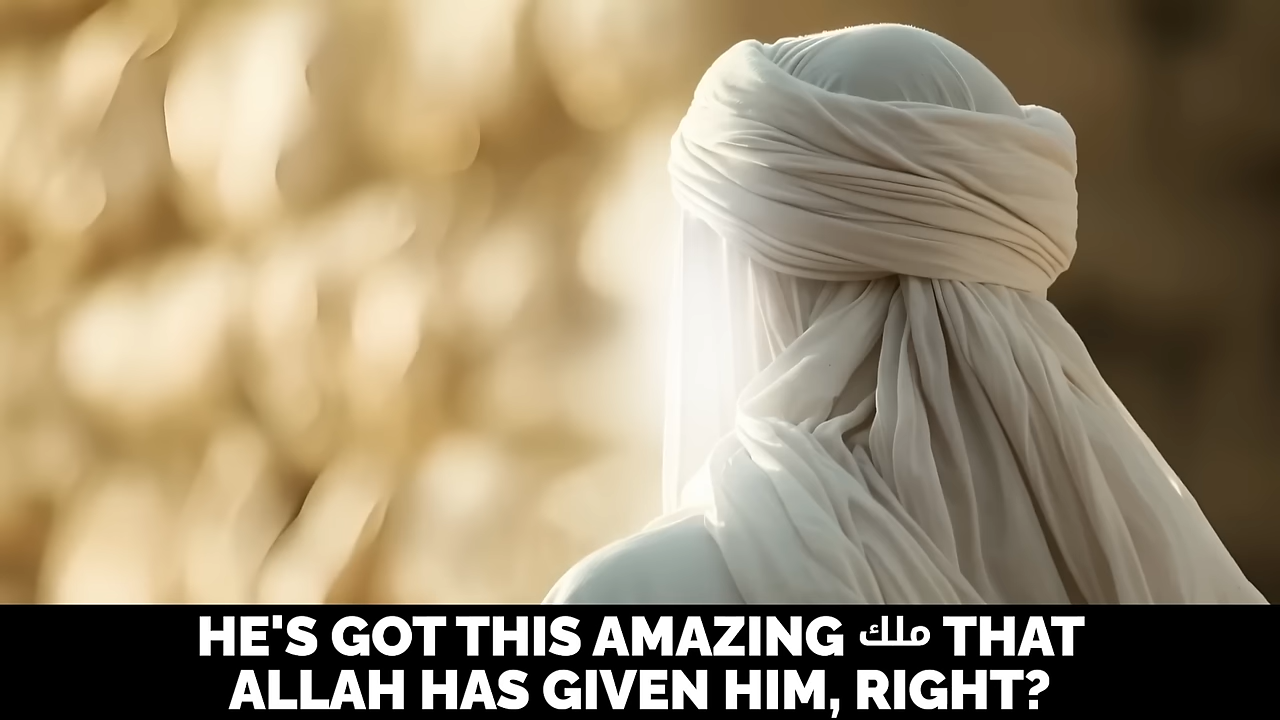 HE'S GOT THIS AMAZING ملك THAT
ALLAH HAS GIVEN HIM, RIGHT?